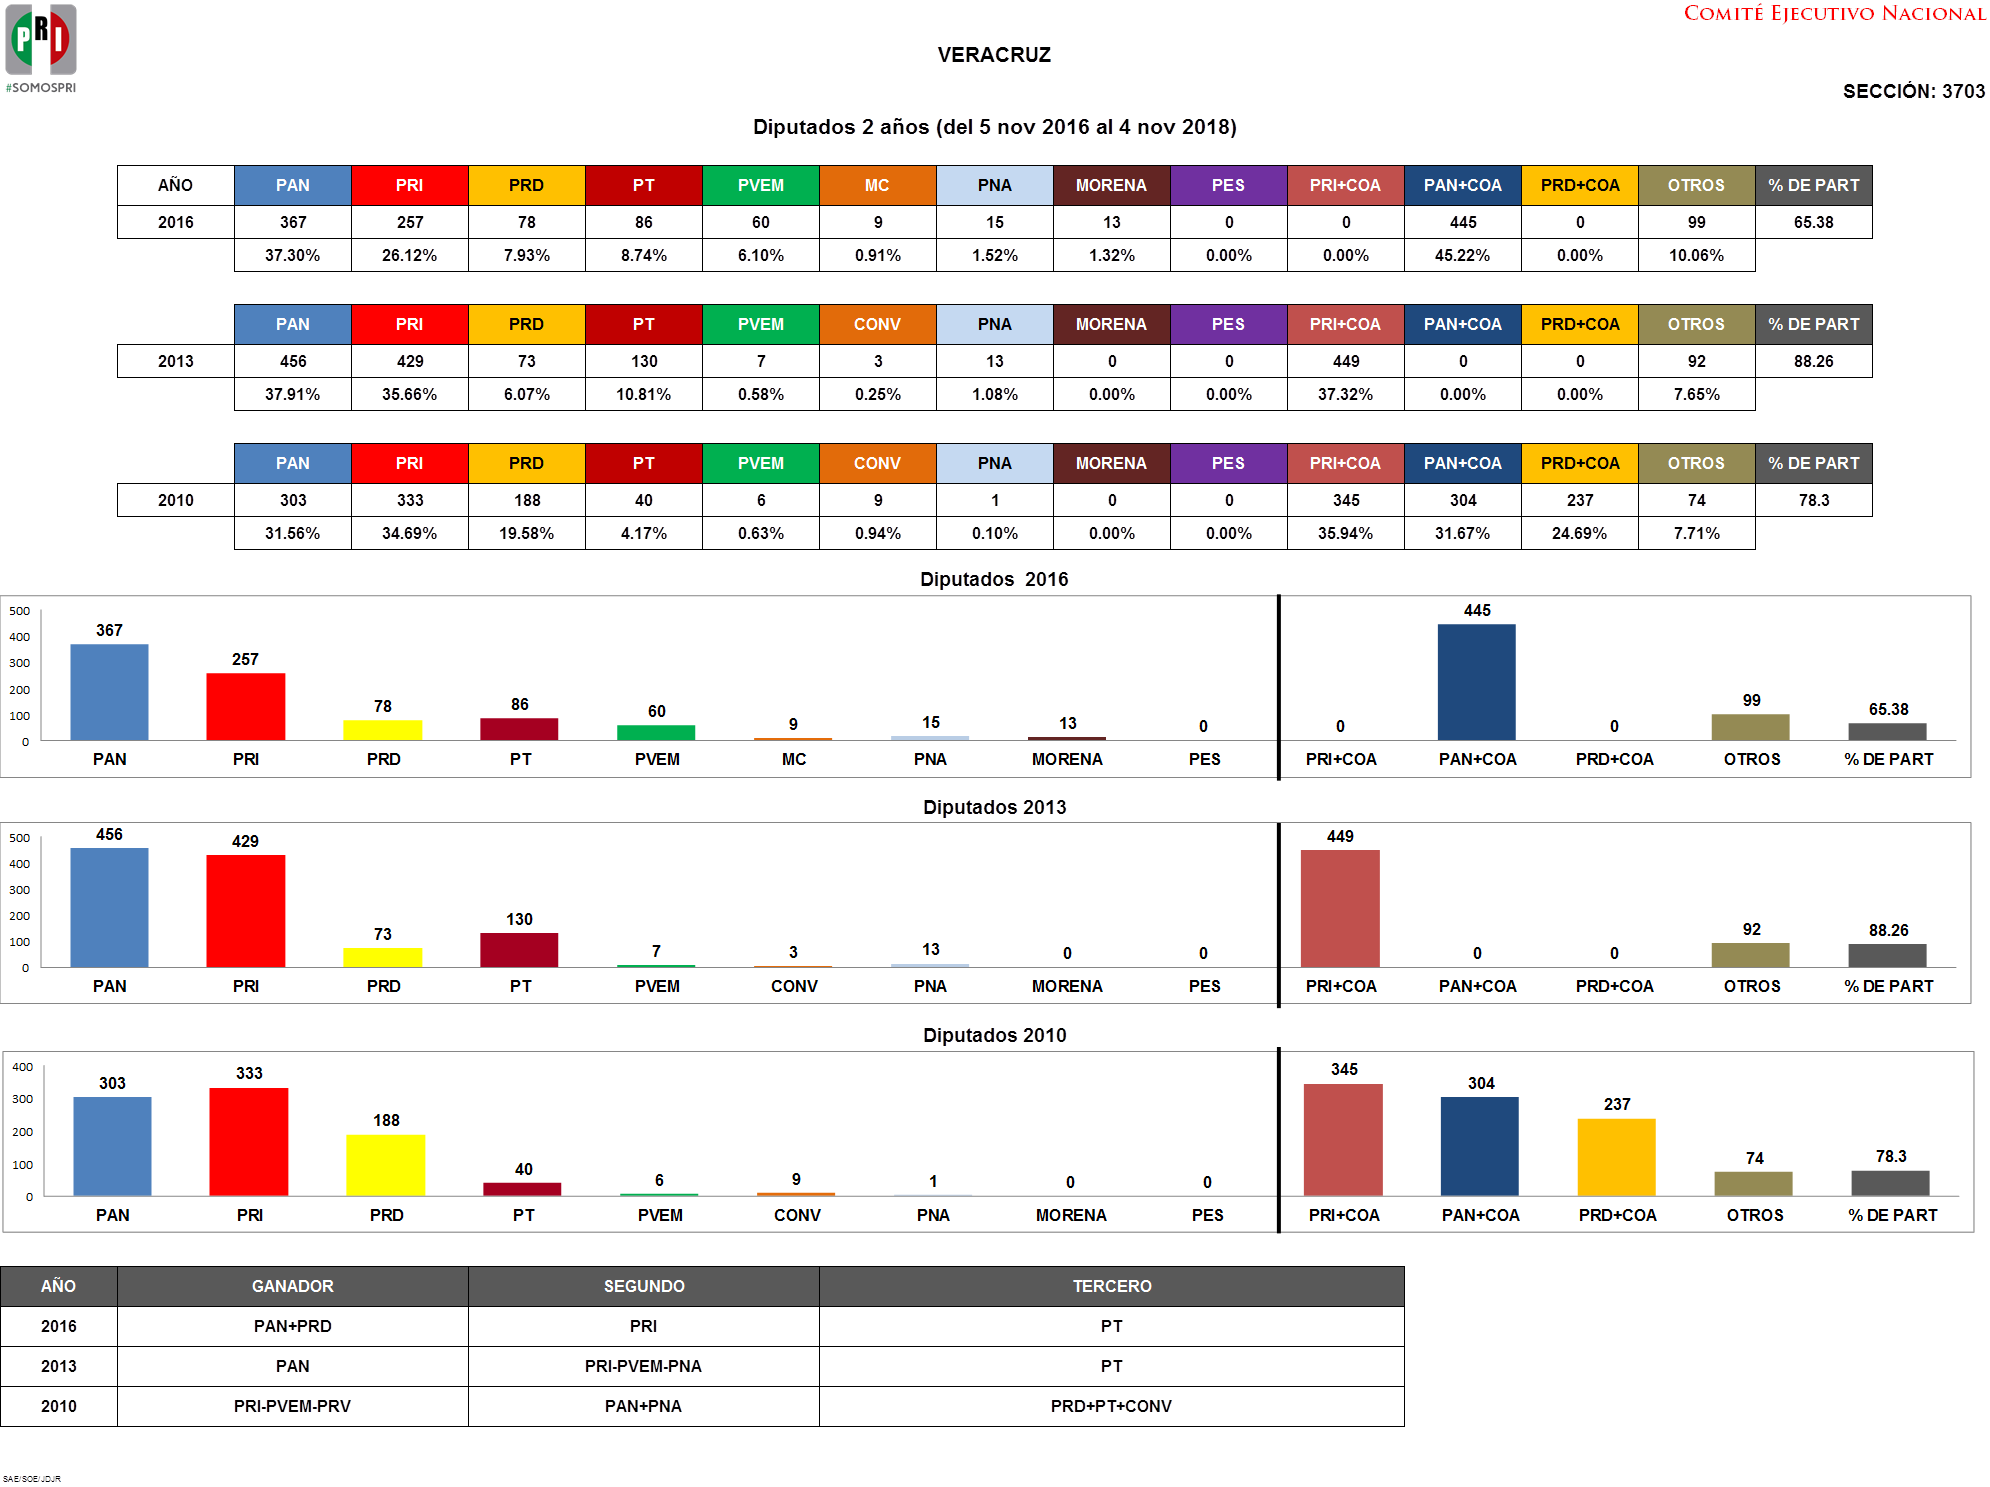 PRI
#SOMOSPRI
COMITÉ EJECUTIVO NACIONAL
VERACRUZ
SECCIÓN: 3703
Diputados 2 años (del 5 nov 2016 al 4 nov 2018)
AÑO PAN PRI PRD PT PVEM MC PNA MORENA PES PRI+COA PAN+COA PRD+COA OTROS % DE PART
2016 367 257 78 86 60 9 15 13 0 0 445 0 99 65.38
37.30% 26.12% 7.93% 8.74% 6.10% 0.91% 1.52% 1.32% 0.00% 0.00% 45.22% 0.00% 10.06%
PAN PRI PRD PT PVEM CONV PNA MORENA PES PRI+COA PAN+COA PRD+COA OTROS % DE PART
2013 456 429 73 130 7 3 13 0 0 449 0 0 92 88.26
37.91% 35.66% 6.07% 10.81% 0.58% 0.25% 1.08% 0.00% 0.00% 37.32% 0.00% 0.00% 7.65%
PAN PRI PRD PT PVEM CONV PNA MORENA PES PRI+COA PAN+COA PRD+COA OTROS % DE PART
2010 303 333 188 40 6 9 1 0 0 345 304 237 74 78.3
31.56% 34.69% 19.58% 4.17% 0.63% 0.94% 0.10% 0.00% 0.00% 35.94% 31.67% 24.69% 7.71%
Diputados 2016
500
400
300
200
100
0
367 257 78 86 60 9 15 13 0 0 445 0 99 65.38
PAN PRI PRD PT PVEM MC PNA MORENA PES PRI+COA PAN+COA PRD+COA OTROS % DE PART
Diputados 2013
500
400
300
200
100
0
456 429 73 130 7 3 13 0 0 449 0 0 92 88.26
PAN PRI PRD PT PVEM CONV PNA MORENA PES PRI+COA PAN+COA PRD+COA OTROS % DE PART
Diputados 2010
400
300
200
100
0
303 333 188 40 6 9 1 0 0 345 304 237 74 78.3
PAN PRI PRD PT PVEM CONV PNA MORENA PES PRI+COA PAN+COA PRD+COA OTROS % DE PART
AÑO GANADOR SEGUNDO TERCERO
2016 PAN+PRD PRI PT
2013 PAN PRI-PVEM-PNA PT
2010 PRI-PVEM-PRV PAN+PNA PRD+PT+CONV
SAE/SOE/JDJR